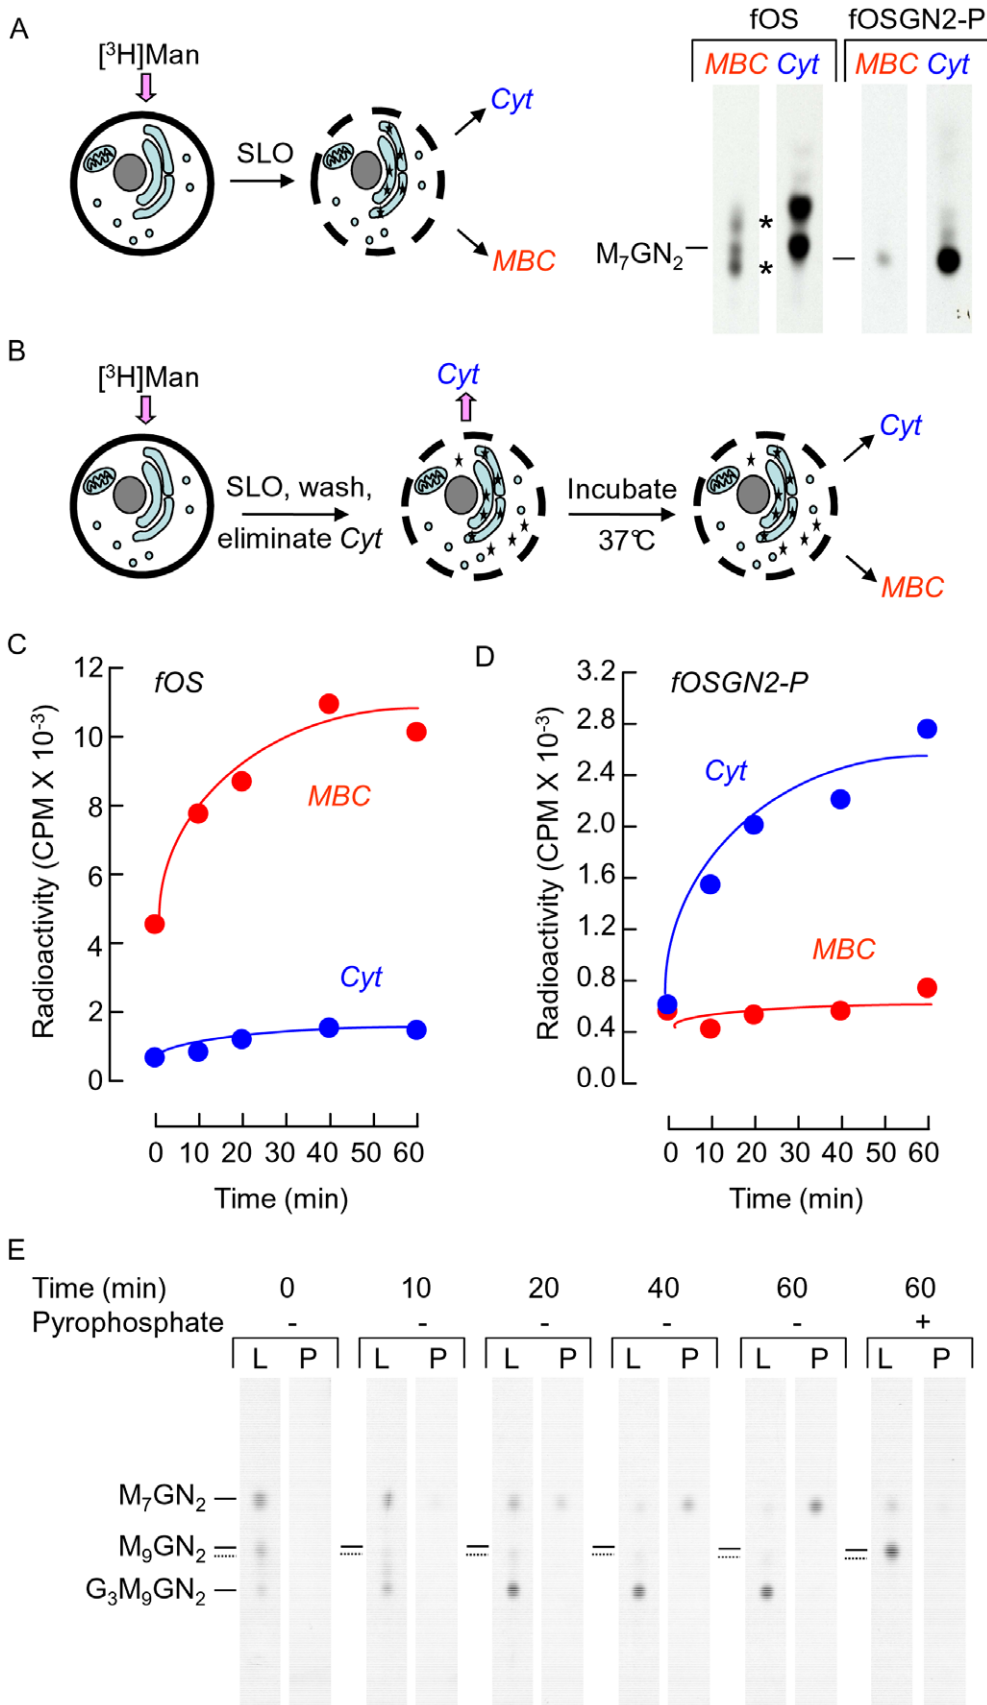 A
[³H]Man
SLO
Cyt
MBC
fOS fOSGN2-P
MBC Cyt MBC Cyt
M₇GN₂
*
*
B
[³H]Man
SLO, wash,
eliminate Cyt
Cyt
Incubate
37°C
Cyt
MBC
C
fOS
Radioactivity (CPM X 10⁻³)
12
10
8
6
4
2
0
MBC
Cyt
0 10 20 30 40 50 60
Time (min)
D
fOSGN2-P
Radioactivity (CPM X 10⁻³)
3.2
2.8
2.4
2.0
1.6
1.2
0.8
0.4
0.0
Cyt
MBC
0 10 20 30 40 50 60
Time (min)
E
Time (min) 0 10 20 40 60 60
Pyrophosphate - - - - - +
L P L P L P L P L P L P
M₇GN₂
M₉GN₂
G₃M₉GN₂